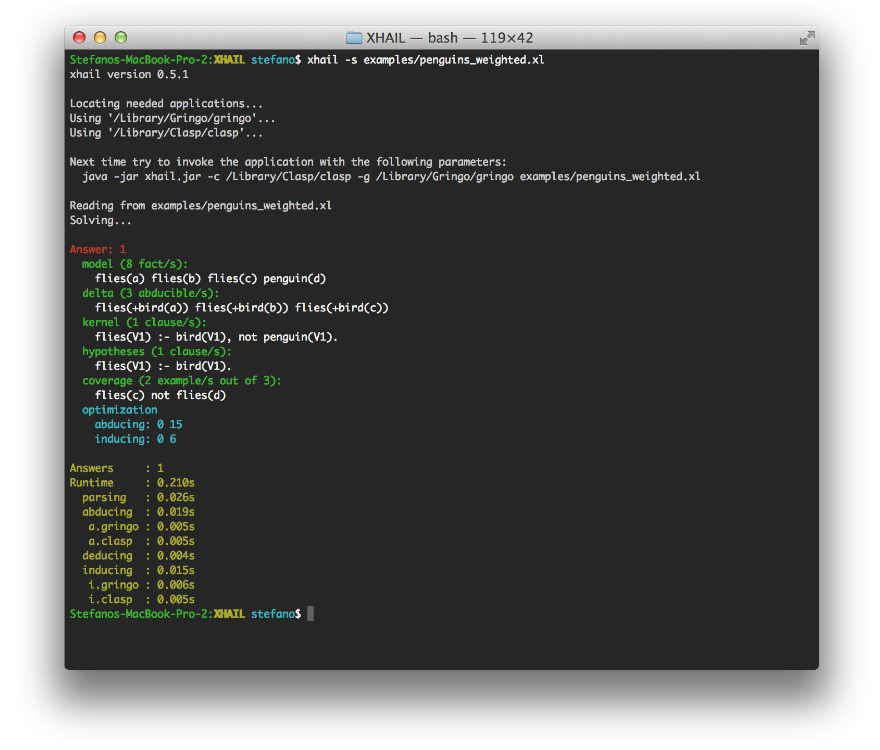 XHAIL — bash — 119×42
Stefanos-MacBook-Pro-2:XHAIL stefano$ xhail -s examples/penguins_weighted.xl
xhail version 0.5.1
Locating needed applications...
Using '/Library/Gringo/gringo'...
Using '/Library/Clasp/clasp'...
Next time try to invoke the application with the following parameters:
java -jar xhail.jar -c /Library/Clasp/clasp -g /Library/Gringo/gringo examples/penguins_weighted.xl
Reading from examples/penguins_weighted.xl
Solving...
Answer: 1
model (8 fact/s):
flies(a) flies(b) flies(c) penguin(d)
delta (3 abducible/s):
flies(+bird(a)) flies(+bird(b)) flies(+bird(c))
kernel (1 clause/s):
flies(V1) :- bird(V1), not penguin(V1).
hypotheses (1 clause/s):
flies(V1) :- bird(V1).
coverage (2 example/s out of 3):
flies(c) not flies(d)
optimization
abducing: 0 15
inducing: 0 6
Answers : 1
Runtime : 0.210s
parsing : 0.026s
abducing : 0.019s
a.gringo : 0.005s
a.clasp : 0.005s
deducing : 0.004s
inducing : 0.015s
i.gringo : 0.006s
i.clasp : 0.005s
Stefanos-MacBook-Pro-2:XHAIL stefano$